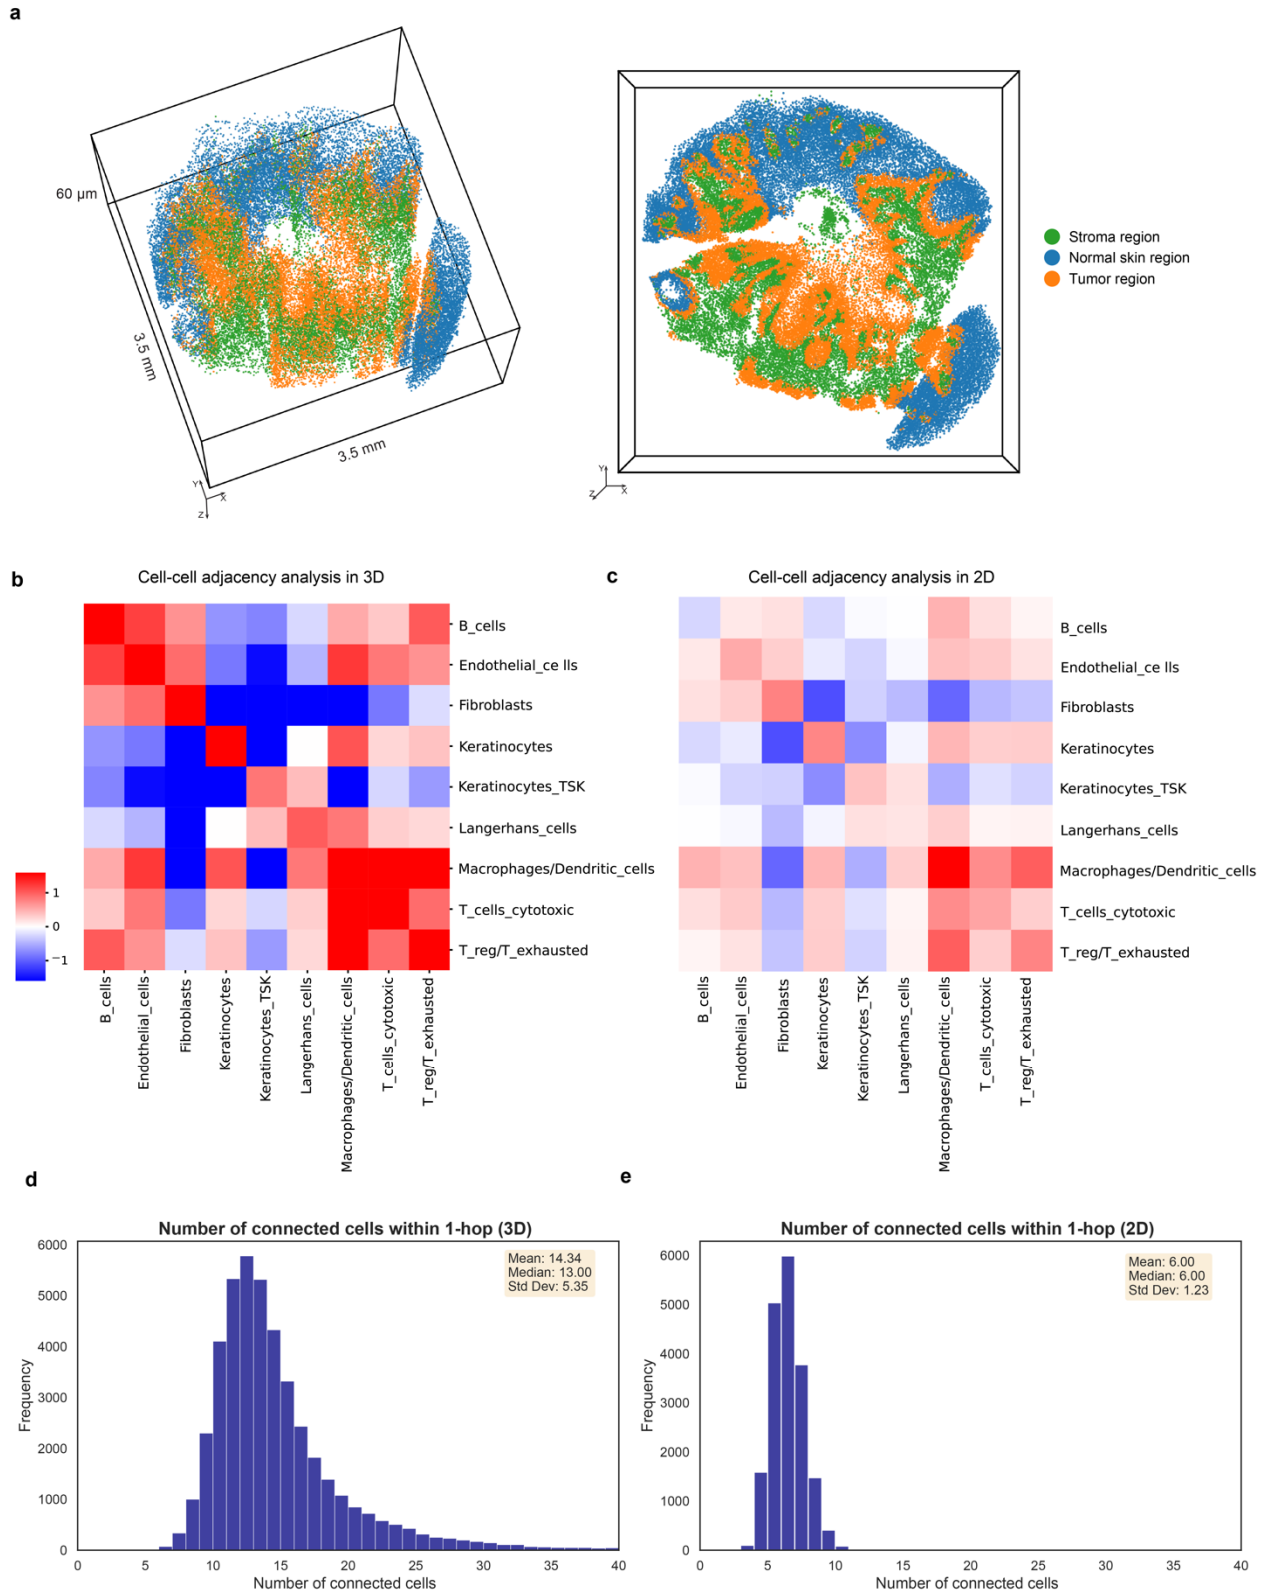 a
60 μm
3.5 mm
3.5 mm
Y
X
Z
Y
X
Z
Stroma region
Normal skin region
Tumor region
b
Cell-cell adjacency analysis in 3D
B_cells
Endothelial_ce lls
Fibroblasts
Keratinocytes
Keratinocytes_TSK
Langerhans_cells
Macrophages/Dendritic_cells
T_cells_cytotoxic
T_reg/T_exhausted
1
0
−1
B_cells
Endothelial_cells
Fibroblasts
Keratinocytes
Keratinocytes_TSK
Langerhans_cells
Macrophages/Dendritic_cells
T_cells_cytotoxic
T_reg/T_exhausted
c
Cell-cell adjacency analysis in 2D
B_cells
Endothelial_cells
Fibroblasts
Keratinocytes
Keratinocytes_TSK
Langerhans_cells
Macrophages/Dendritic_cells
T_cells_cytotoxic
T_reg/T_exhausted
B_cells
Endothelial_cells
Fibroblasts
Keratinocytes
Keratinocytes_TSK
Langerhans_cells
Macrophages/Dendritic_cells
T_cells_cytotoxic
T_reg/T_exhausted
d
Number of connected cells within 1-hop (3D)
Mean: 14.34
Median: 13.00
Std Dev: 5.35
Frequency
6000
5000
4000
3000
2000
1000
0
0 5 10 15 20 25 30 35 40
Number of connected cells
e
Number of connected cells within 1-hop (2D)
Mean: 6.00
Median: 6.00
Std Dev: 1.23
Frequency
6000
5000
4000
3000
2000
1000
0
0 5 10 15 20 25 30 35 40
Number of connected cells